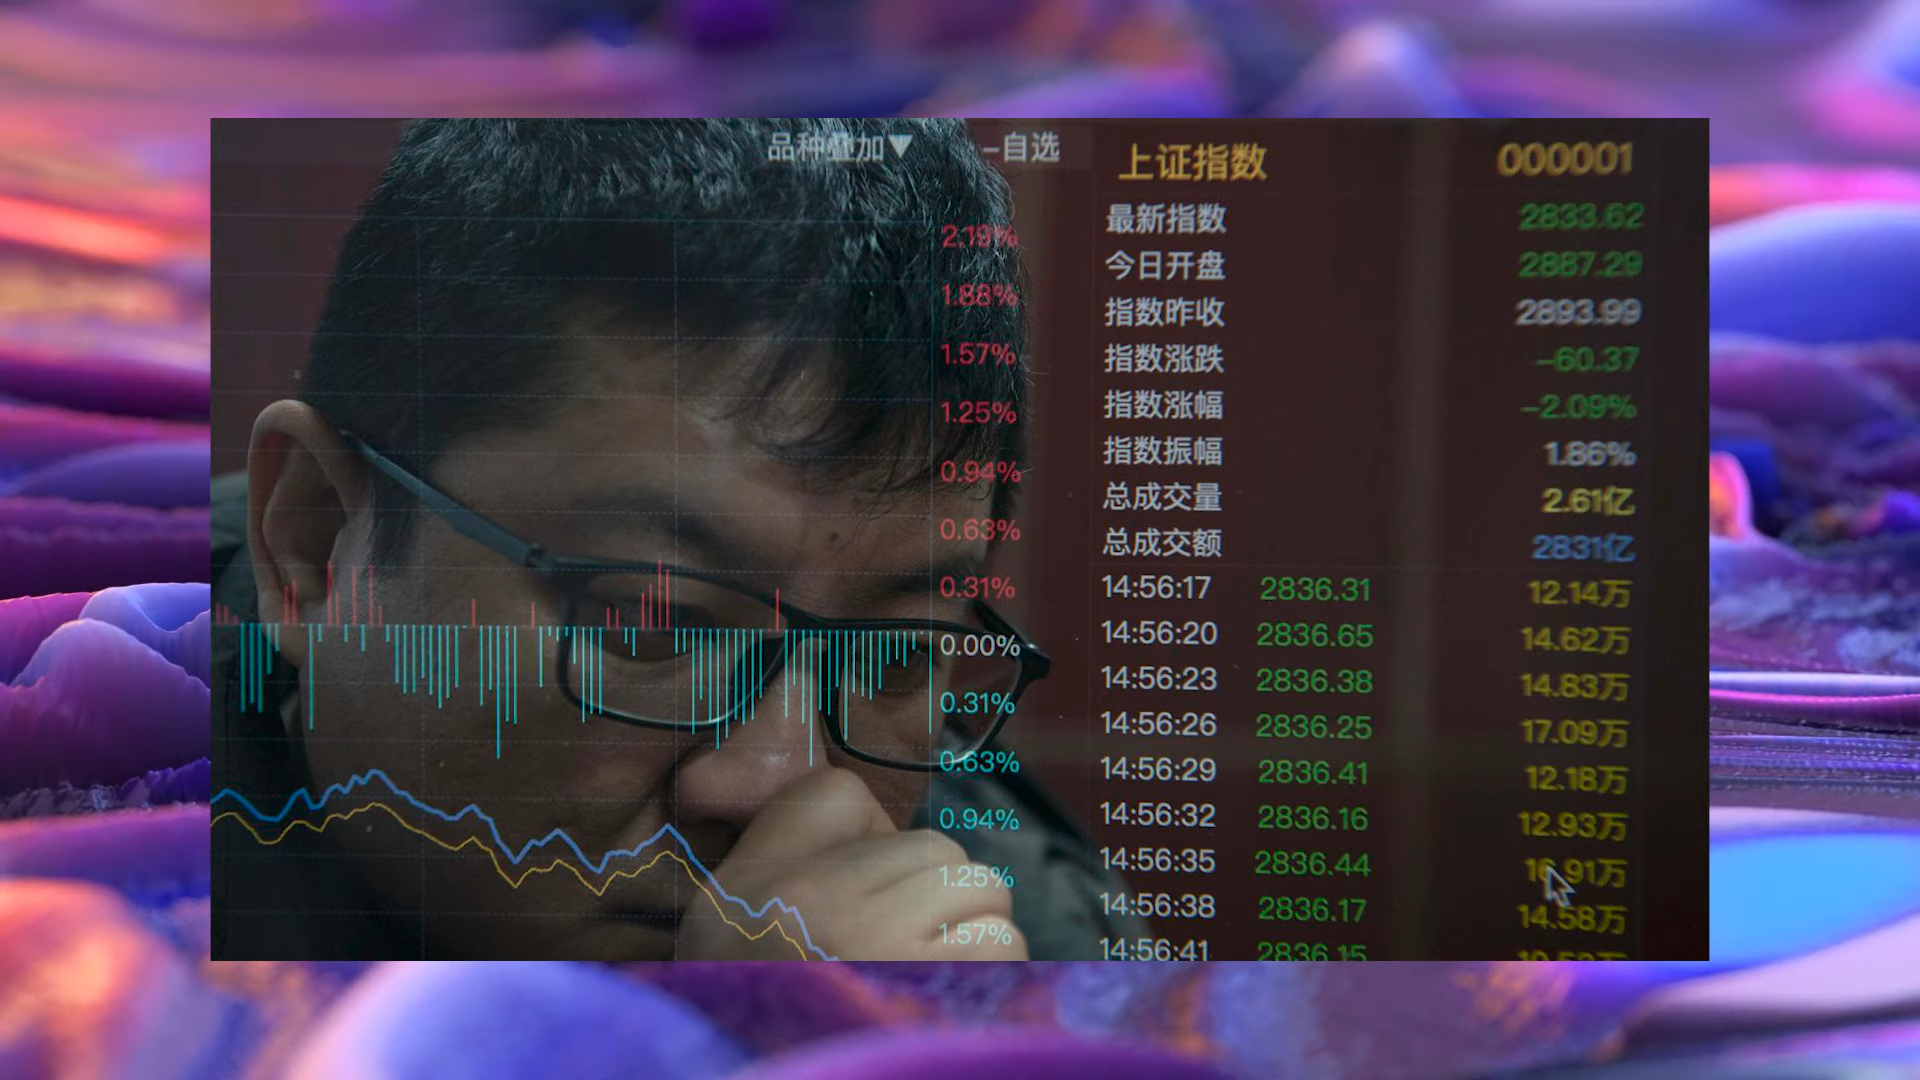 品种叠加▼ -自选
2.19%
1.88%
1.57%
1.25%
0.94%
0.63%
0.31%
0.00%
0.31%
0.63%
0.94%
1.25%
1.57%
上证指数 000001
最新指数 2833.62
今日开盘 2887.29
指数昨收 2893.99
指数涨跌 -60.37
指数涨幅 -2.09%
指数振幅 1.86%
总成交量 2.61亿
总成交额 2831亿
14:56:17 2836.31 12.14万
14:56:20 2836.65 14.62万
14:56:23 2836.38 14.83万
14:56:26 2836.25 17.09万
14:56:29 2836.41 12.18万
14:56:32 2836.16 12.93万
14:56:35 2836.44 16.91万
14:56:38 2836.17 14.58万
14:56:41 2836.15